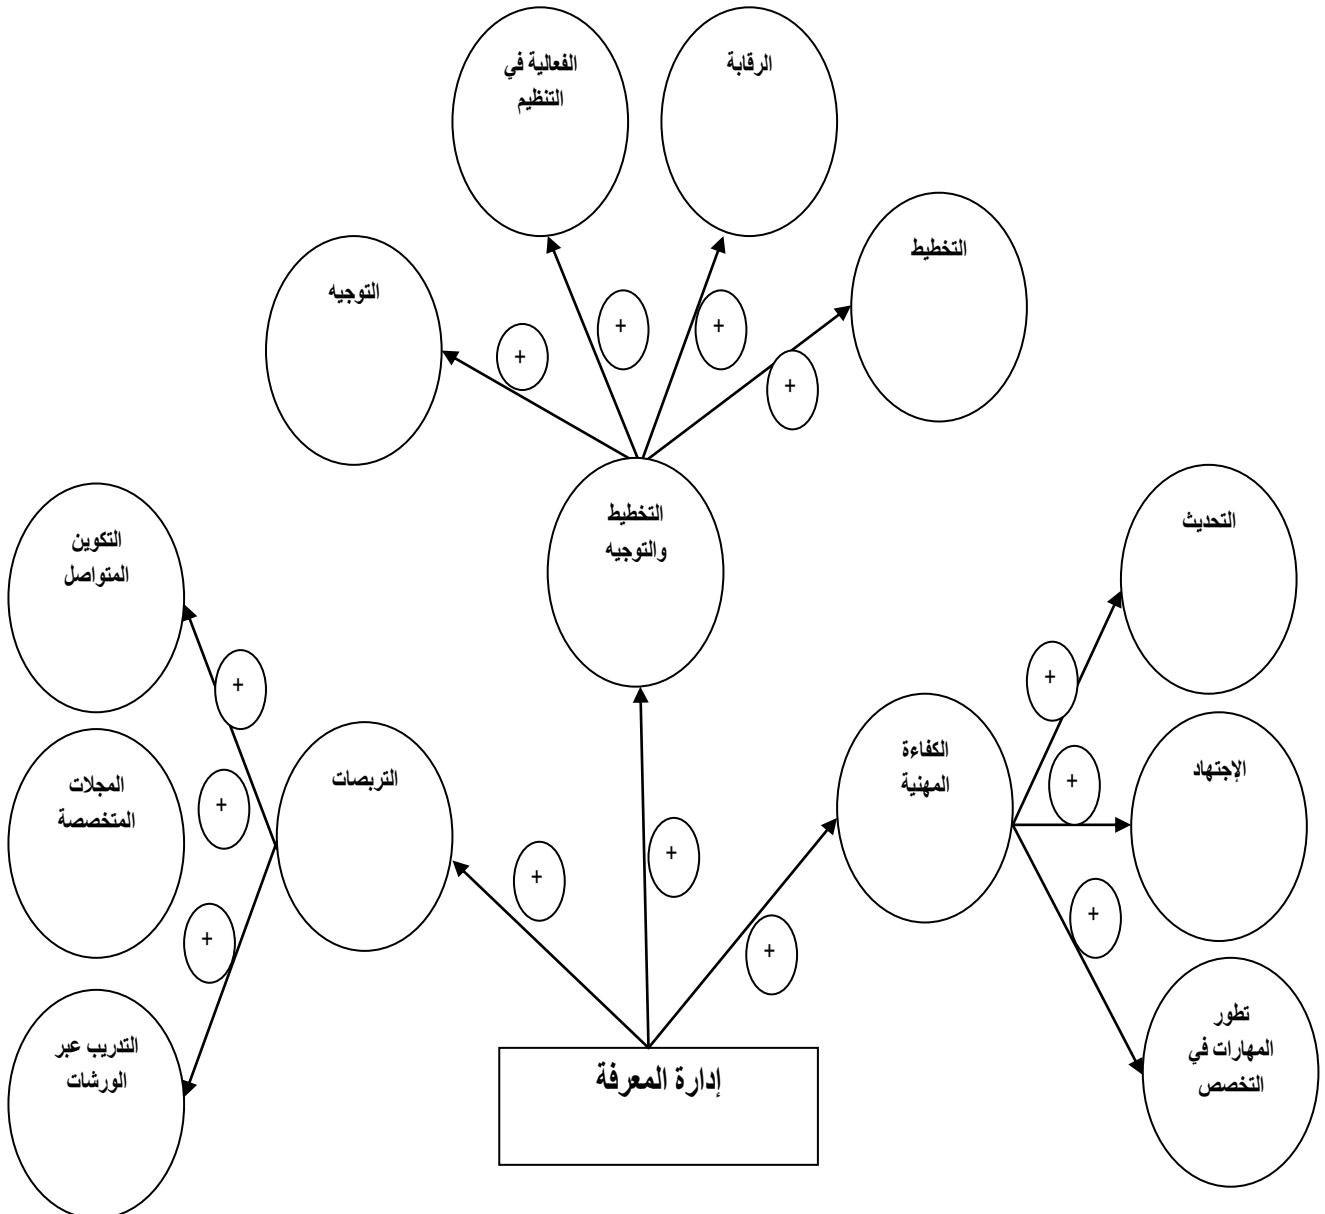 الرقابة
الفعالية في
التنظيم
التخطيط
التوجيه
+
+
+
+
التخطيط
والتوجيه
التحديث
التكوين
المتواصل
+
+
الكفاءة
المهنية
الإجتهاد
+
التربصات
المجلات
المتخصصة
+
+
+
+
+
+
تطور
المهارات في
التخصص
التدريب عبر
الورشات
إدارة المعرفة